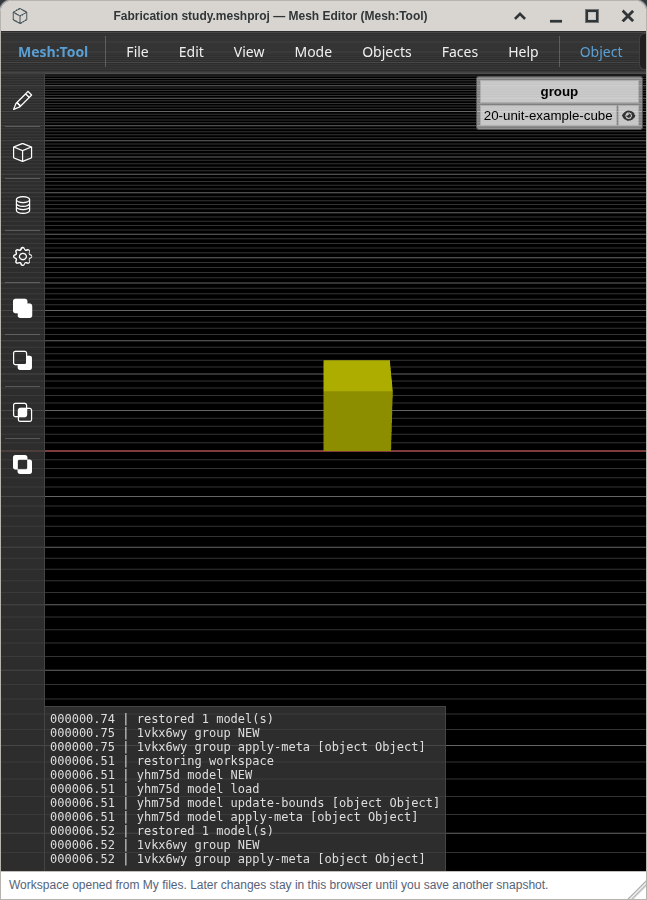 Fabrication study.meshproj — Mesh Editor (Mesh:Tool)
Mesh:Tool File Edit View Mode Objects Faces Help Object
group
20-unit-example-cube
000000.74 | restored 1 model(s)
000000.75 | 1vkx6wy group NEW
000000.75 | 1vkx6wy group apply-meta [object Object]
000006.51 | restoring workspace
000006.51 | yhm75d model NEW
000006.51 | yhm75d model load
000006.51 | yhm75d model update-bounds [object Object]
000006.51 | yhm75d model apply-meta [object Object]
000006.52 | restored 1 model(s)
000006.52 | 1vkx6wy group NEW
000006.52 | 1vkx6wy group apply-meta [object Object]
Workspace opened from My files. Later changes stay in this browser until you save another snapshot.